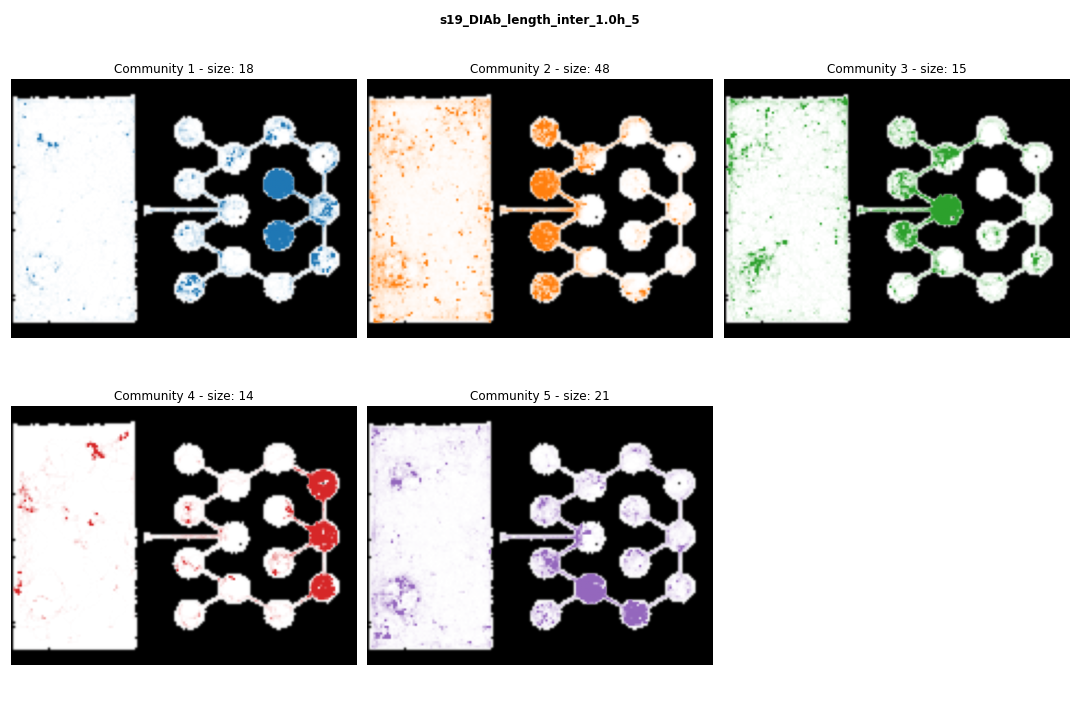 s19_DIAb_length_inter_1.0h_5
Community 1 - size: 18
Community 2 - size: 48
Community 3 - size: 15
Community 4 - size: 14
Community 5 - size: 21